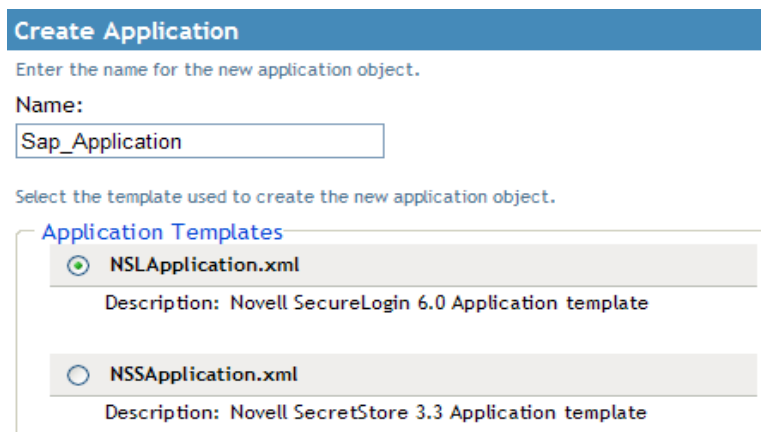 Create Application
Enter the name for the new application object.
Name:
Sap_Application
Select the template used to create the new application object.
Application Templates
NSLApplication.xml
Description: Novell SecureLogin 6.0 Application template
NSSApplication.xml
Description: Novell SecretStore 3.3 Application template